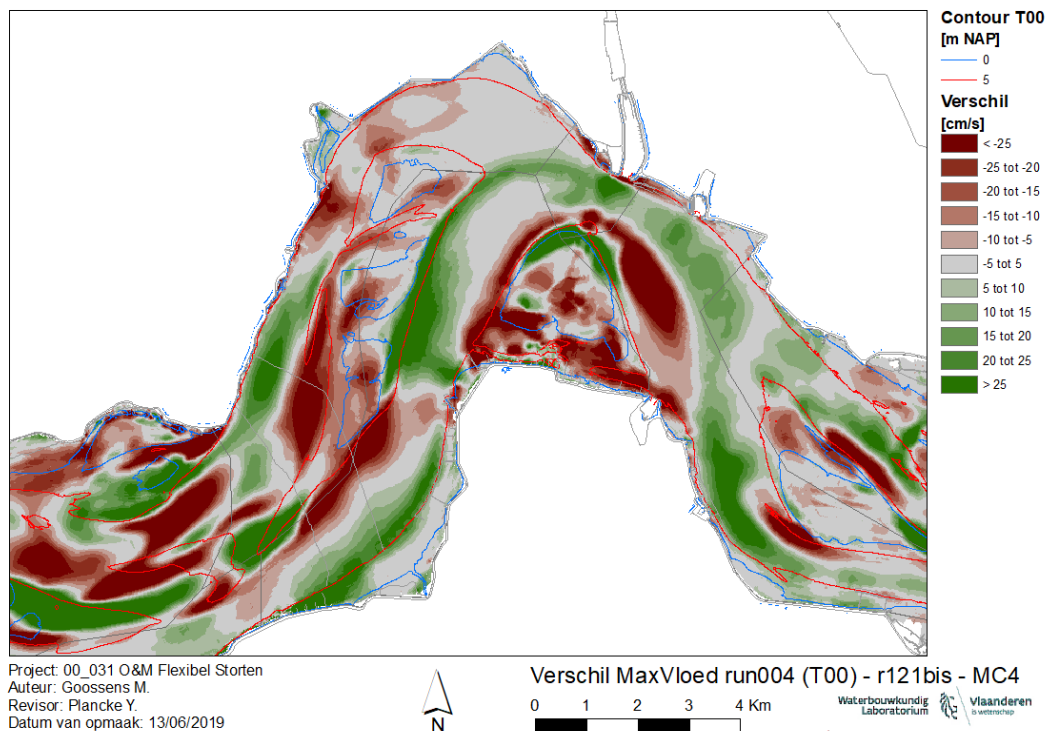 Contour T00
[m NAP]
0
5
Verschil
[cm/s]
< -25
-25 tot -20
-20 tot -15
-15 tot -10
-10 tot -5
-5 tot 5
5 tot 10
10 tot 15
15 tot 20
20 tot 25
> 25
Project: 00_031 O&M Flexibel Storten
Auteur: Goossens M.
Revisor: Plancke Y.
Datum van opmaak: 13/06/2019
N
Verschil MaxVloed run004 (T00) - r121bis - MC4
0 1 2 3 4 Km
Waterbouwkundig
Laboratorium
Vlaanderen
is wetenschap